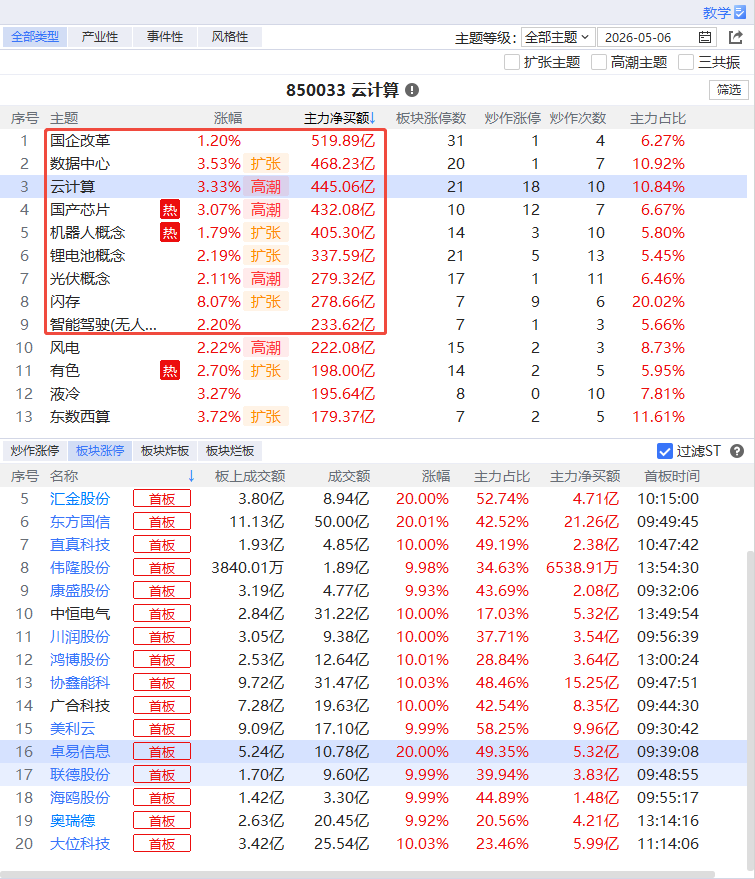 教学
全部类型 产业性 事件性 风格性 主题等级: 全部主题 2026-05-06
扩张主题 高潮主题 三共振
850033 云计算 筛选
序号 主题 涨幅 主力净买额↓ 板块涨停数 炒作涨停 炒作次数 主力占比
1 国企改革 1.20% 519.89亿 31 1 4 6.27%
2 数据中心 3.53% 扩张 468.23亿 20 1 7 10.92%
3 云计算 3.33% 高潮 445.06亿 21 18 10 10.84%
4 国产芯片 热 3.07% 高潮 432.08亿 10 12 7 6.67%
5 机器人概念 热 1.79% 扩张 405.30亿 14 3 10 5.80%
6 锂电池概念 2.19% 扩张 337.59亿 21 5 13 5.45%
7 光伏概念 2.11% 高潮 279.32亿 17 1 11 6.46%
8 闪存 8.07% 扩张 278.66亿 7 9 6 20.02%
9 智能驾驶(无人... 2.20% 233.62亿 7 1 3 5.66%
10 风电 2.22% 高潮 222.08亿 15 2 3 8.73%
11 有色 热 2.70% 扩张 198.00亿 14 2 5 5.95%
12 液冷 3.27% 195.64亿 8 0 10 7.81%
13 东数西算 3.72% 扩张 179.37亿 7 2 5 11.61%
炒作涨停 板块涨停 板块炸板 板块烂板 过滤ST
序号 名称 ↓ 板上成交额 成交额 涨幅 主力占比 主力净买额 首板时间
5 汇金股份 首板 3.80亿 8.94亿 20.00% 52.74% 4.71亿 10:15:00
6 东方国信 首板 11.13亿 50.00亿 20.01% 42.52% 21.26亿 09:49:45
7 直真科技 首板 1.93亿 4.85亿 10.00% 49.19% 2.38亿 10:47:42
8 伟隆股份 首板 3840.01万 1.89亿 9.98% 34.63% 6538.91万 13:54:30
9 康盛股份 首板 3.19亿 4.77亿 9.93% 43.69% 2.08亿 09:32:06
10 中恒电气 首板 2.84亿 31.22亿 10.00% 17.03% 5.32亿 13:49:54
11 川润股份 首板 3.05亿 9.38亿 10.00% 37.71% 3.54亿 09:56:39
12 鸿博股份 首板 2.53亿 12.64亿 10.01% 28.84% 3.64亿 13:00:24
13 协鑫能科 首板 9.72亿 31.47亿 10.03% 48.46% 15.25亿 09:47:51
14 广合科技 首板 7.28亿 19.63亿 10.00% 42.54% 8.35亿 09:44:30
15 美利云 首板 9.09亿 17.10亿 9.99% 58.25% 9.96亿 09:30:42
16 卓易信息 首板 5.24亿 10.78亿 20.00% 49.35% 5.32亿 09:39:08
17 联德股份 首板 1.70亿 9.60亿 9.99% 39.94% 3.83亿 09:48:55
18 海鸥股份 首板 1.42亿 3.30亿 9.99% 44.89% 1.48亿 09:55:17
19 奥瑞德 首板 2.63亿 20.45亿 9.92% 20.56% 4.21亿 13:14:16
20 大位科技 首板 3.42亿 25.54亿 10.03% 23.46% 5.99亿 11:14:06